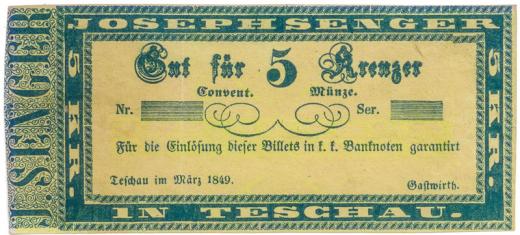 JOSEPH SENGER
J. SENGER
5 KR.
Gut für 5 Kreuzer
Convent. Münze.
Nr. Ser.
Für die Einlösung dieser Billets in k. k. Banknoten garantirt
Teschau im März 1849.
Gastwirth.
5 KR.
IN TESCHAU.